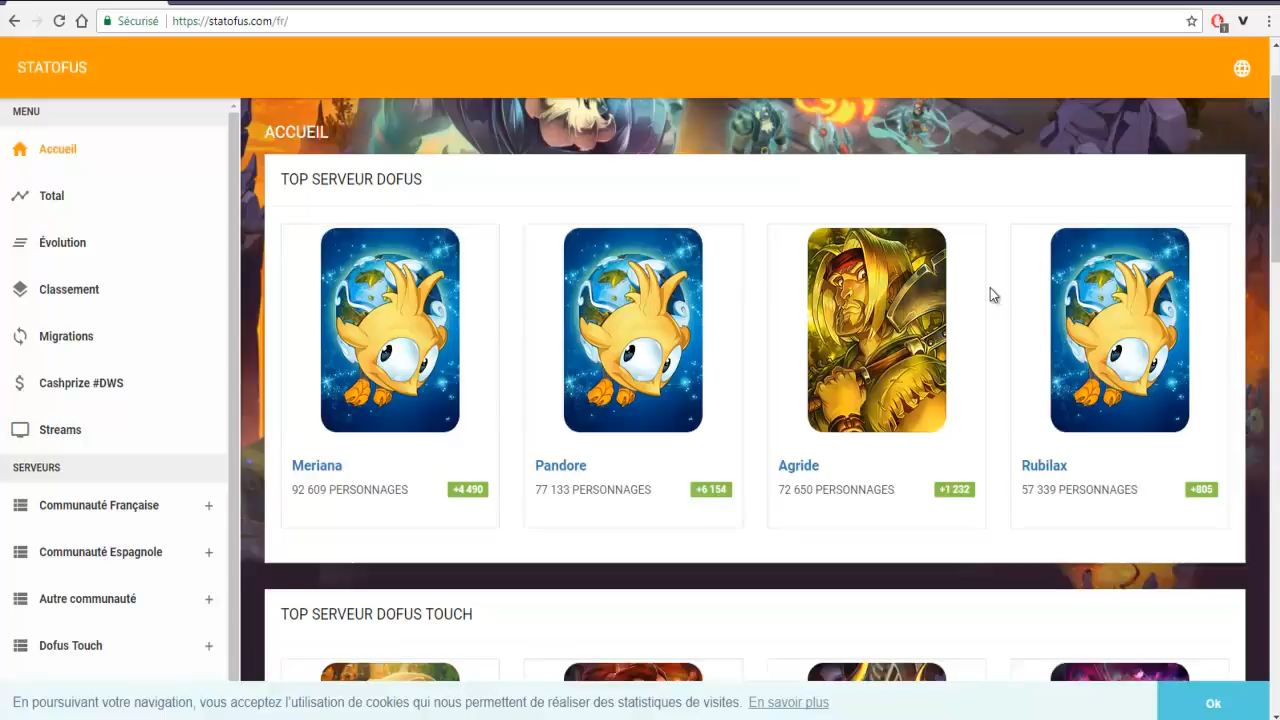 Sécurisé
https://statofus.com/fr/
1
STATOFUS
MENU
Accueil
Total
Évolution
Classement
Migrations
Cashprize #DWS
Streams
SERVEURS
Communauté Française +
Communauté Espagnole +
Autre communauté +
Dofus Touch +
ACCUEIL
TOP SERVEUR DOFUS
Meriana
92 609 PERSONNAGES +4 490
Pandore
77 133 PERSONNAGES +6 154
Agride
72 650 PERSONNAGES +1 232
Rubilax
57 339 PERSONNAGES +805
TOP SERVEUR DOFUS TOUCH
En poursuivant votre navigation, vous acceptez l'utilisation de cookies qui nous permettent de réaliser des statistiques de visites. En savoir plus
Ok